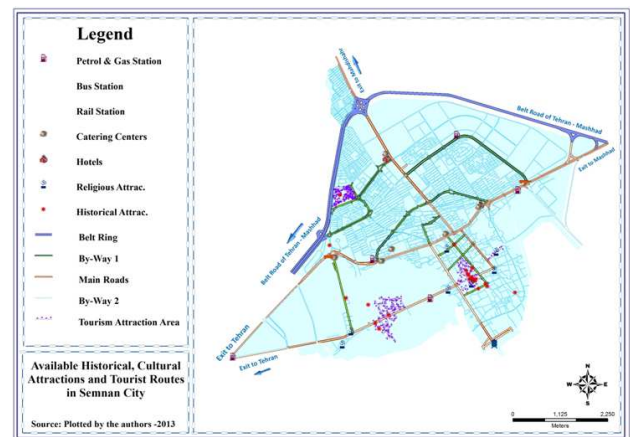 Legend
Petrol & Gas Station
Bus Station
Rail Station
Catering Centers
Hotels
Religious Attrac.
Historical Attrac.
Belt Ring
By-Way 1
Main Roads
By-Way 2
Tourism Attraction Area
Available Historical, Cultural
Attractions and Tourist Routes
in Semnan City
Source: Plotted by the authors -2013
Belt Road of Tehran - Mashhad
Exit to Mashhad
Belt Road of Tehran - Mashhad
Exit to Tehran
Exit to Tehran
N
W
E
S
0 1,125 2,250
Meters